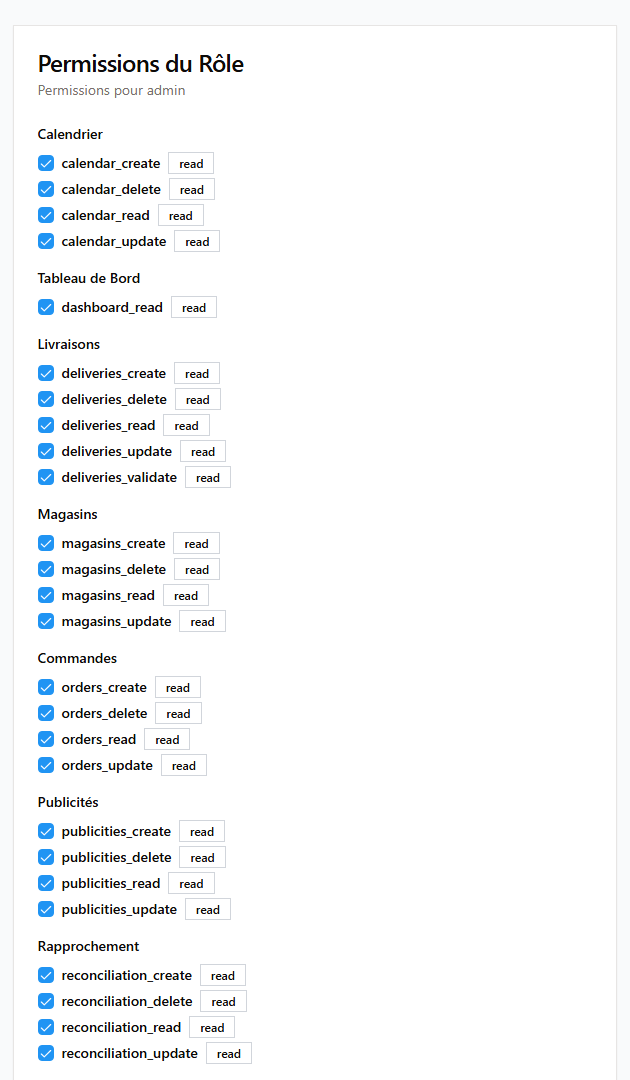 Permissions du Rôle
Permissions pour admin
Calendrier
calendar_create read
calendar_delete read
calendar_read read
calendar_update read
Tableau de Bord
dashboard_read read
Livraisons
deliveries_create read
deliveries_delete read
deliveries_read read
deliveries_update read
deliveries_validate read
Magasins
magasins_create read
magasins_delete read
magasins_read read
magasins_update read
Commandes
orders_create read
orders_delete read
orders_read read
orders_update read
Publicités
publicities_create read
publicities_delete read
publicities_read read
publicities_update read
Rapprochement
reconciliation_create read
reconciliation_delete read
reconciliation_read read
reconciliation_update read